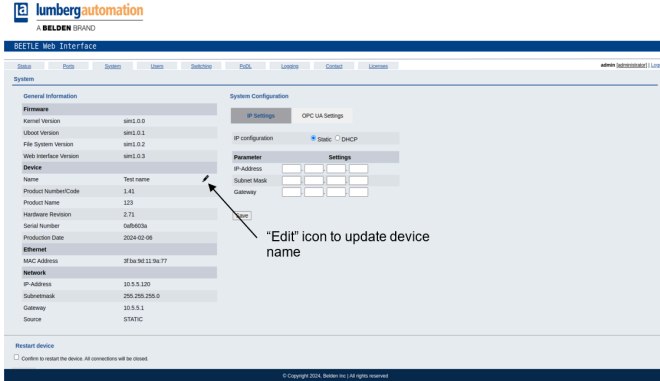 lumbergautomation
A BELDEN BRAND
BEETLE Web Interface
Status Ports System Users Switching PoDL Logging Contact Licenses admin [administrator] |
System
General Information
Firmware
Kernel Version sim1.0.0
Uboot Version sim1.0.1
File System Version sim1.0.2
Web Interface Version sim1.0.3
Device
Name Test name
Product Number/Code 1.41
Product Name 123
Hardware Revision 2.71
Serial Number 0afb603a
Production Date 2024-02-06
Ethernet
MAC Address 3f:ba:9d:11:9a:77
Network
IP-Address 10.5.5.120
Subnetmask 255.255.255.0
Gateway 10.5.5.1
Source STATIC
System Configuration
IP Settings OPC UA Settings
IP configuration Static DHCP
Parameter Settings
IP-Address
Subnet Mask
Gateway
Save
“Edit” icon to update device
name
Restart device
Confirm to restart the device. All connections will be closed.
© Copyright 2024, Belden Inc | All rights reserved